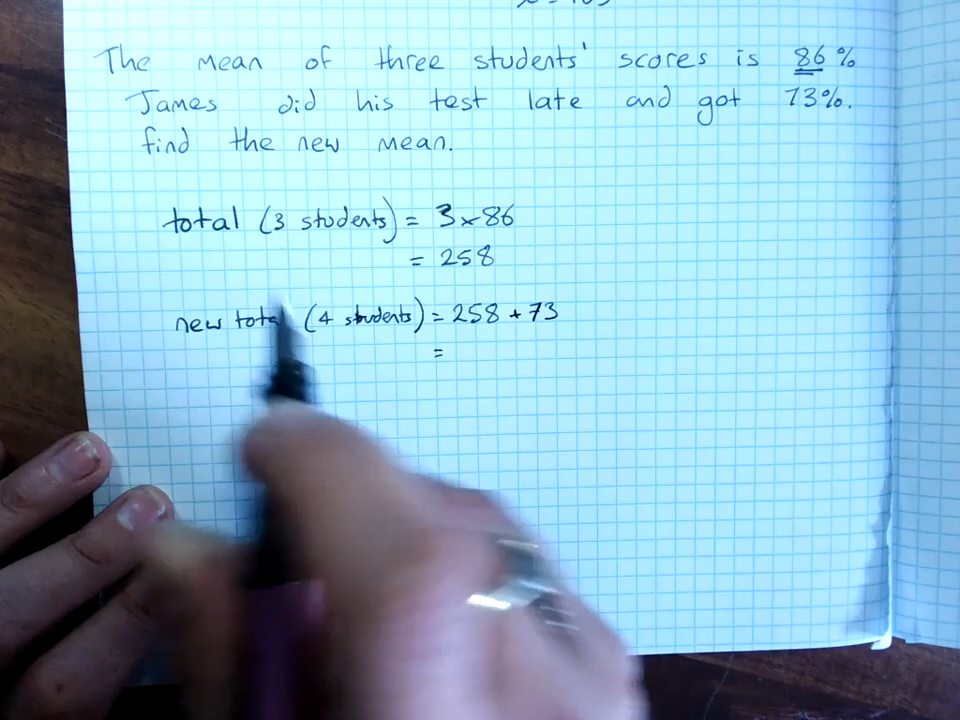 The mean of three students' scores is 86%
James did his test late and got 73%.
find the new mean.
total (3 students) = 3 × 86
= 258
new total (4 students) = 258 + 73
=